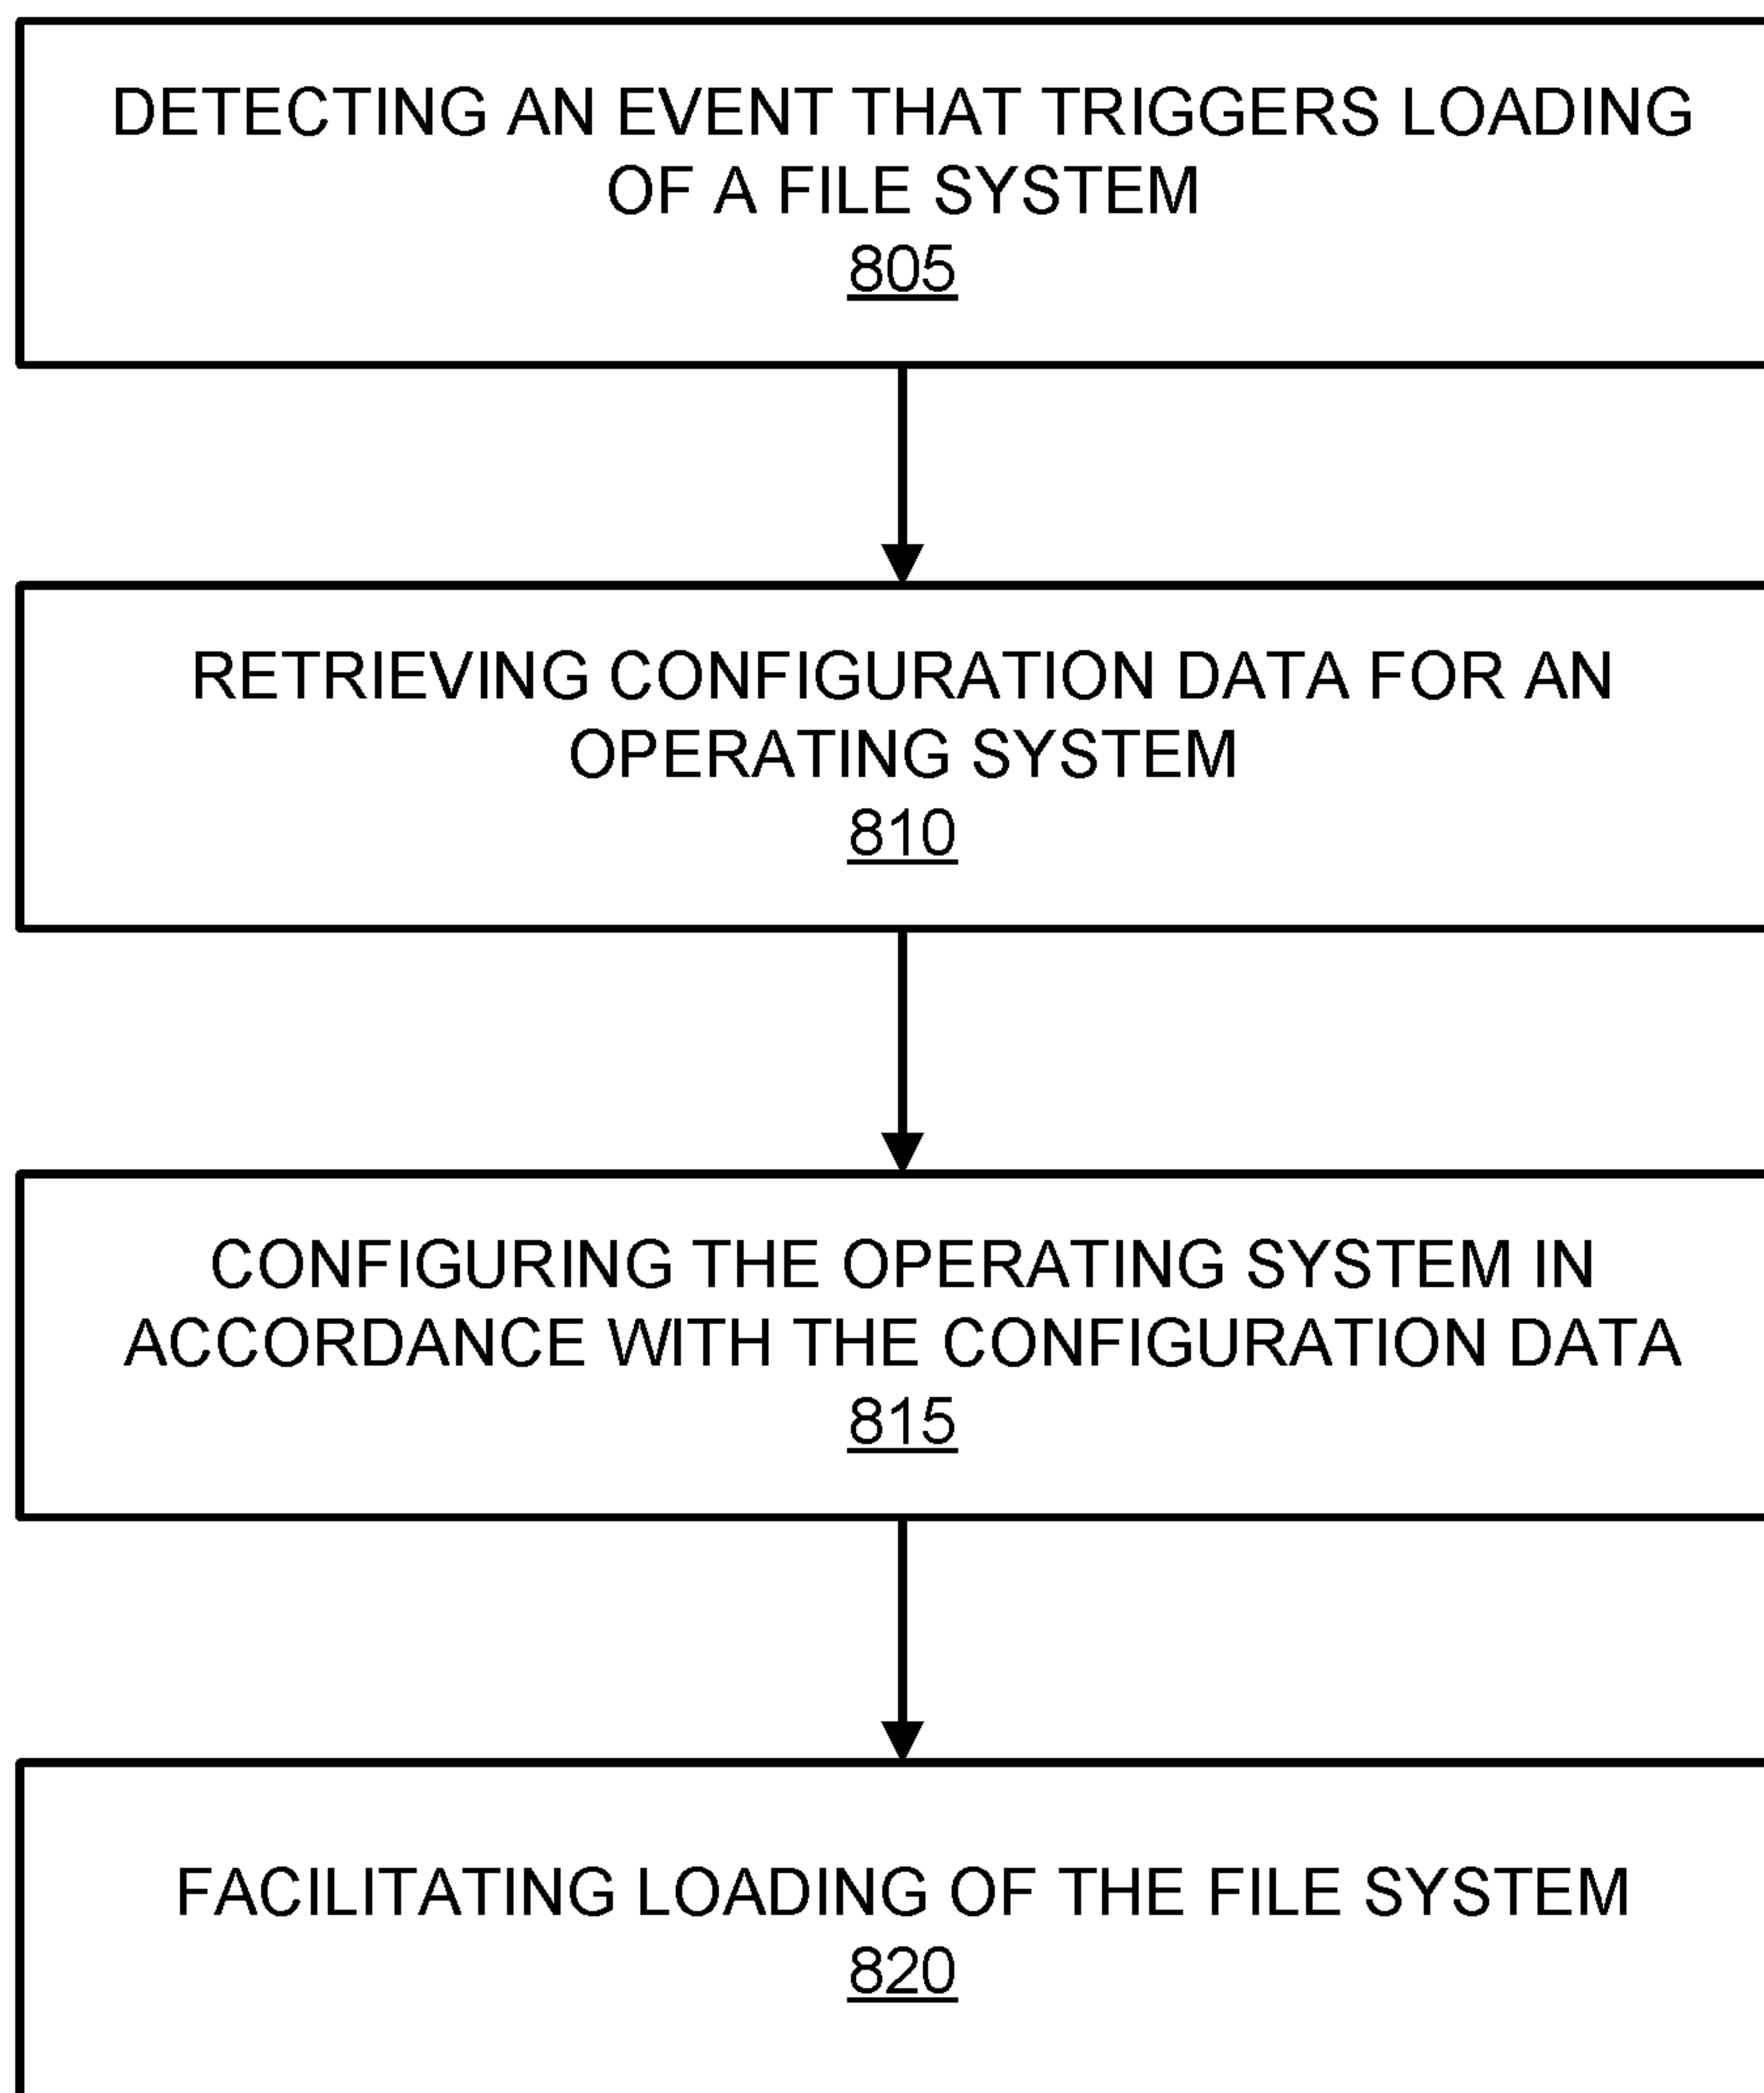 DETECTING AN EVENT THAT TRIGGERS LOADING
OF A FILE SYSTEM
805
RETRIEVING CONFIGURATION DATA FOR AN
OPERATING SYSTEM
810
CONFIGURING THE OPERATING SYSTEM IN
ACCORDANCE WITH THE CONFIGURATION DATA
815
FACILITATING LOADING OF THE FILE SYSTEM
820